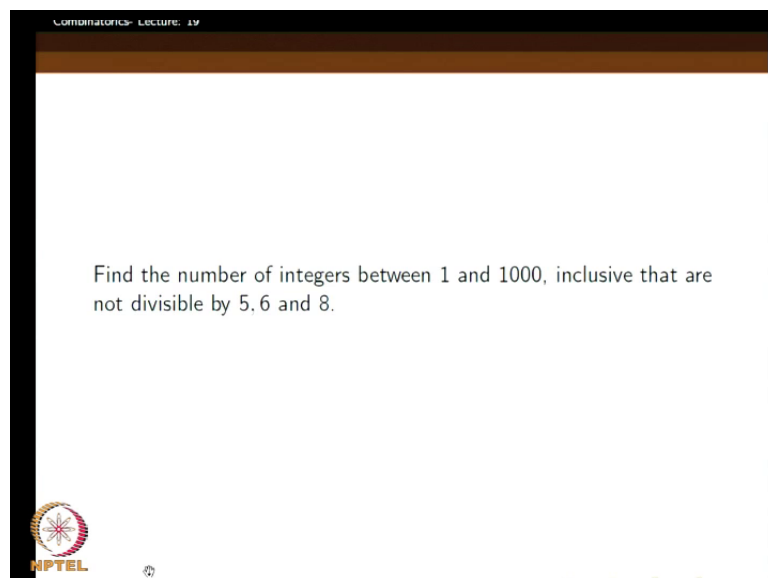 Combinatorics- Lecture: 19
Find the number of integers between 1 and 1000, inclusive that are
not divisible by 5, 6 and 8.
NPTEL